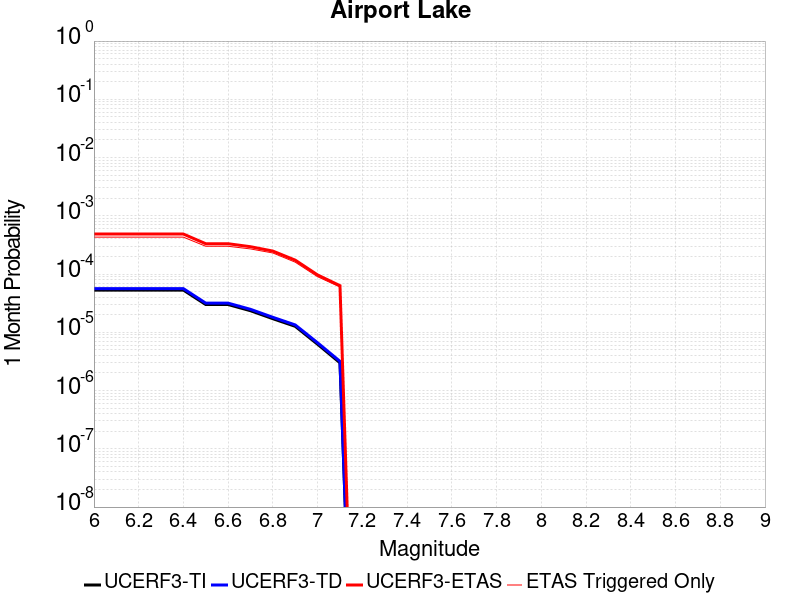 Airport Lake
1 Month Probability
10^0
10^-1
10^-2
10^-3
10^-4
10^-5
10^-6
10^-7
10^-8
6 6.2 6.4 6.6 6.8 7 7.2 7.4 7.6 7.8 8 8.2 8.4 8.6 8.8 9
Magnitude
UCERF3-TI UCERF3-TD UCERF3-ETAS ETAS Triggered Only